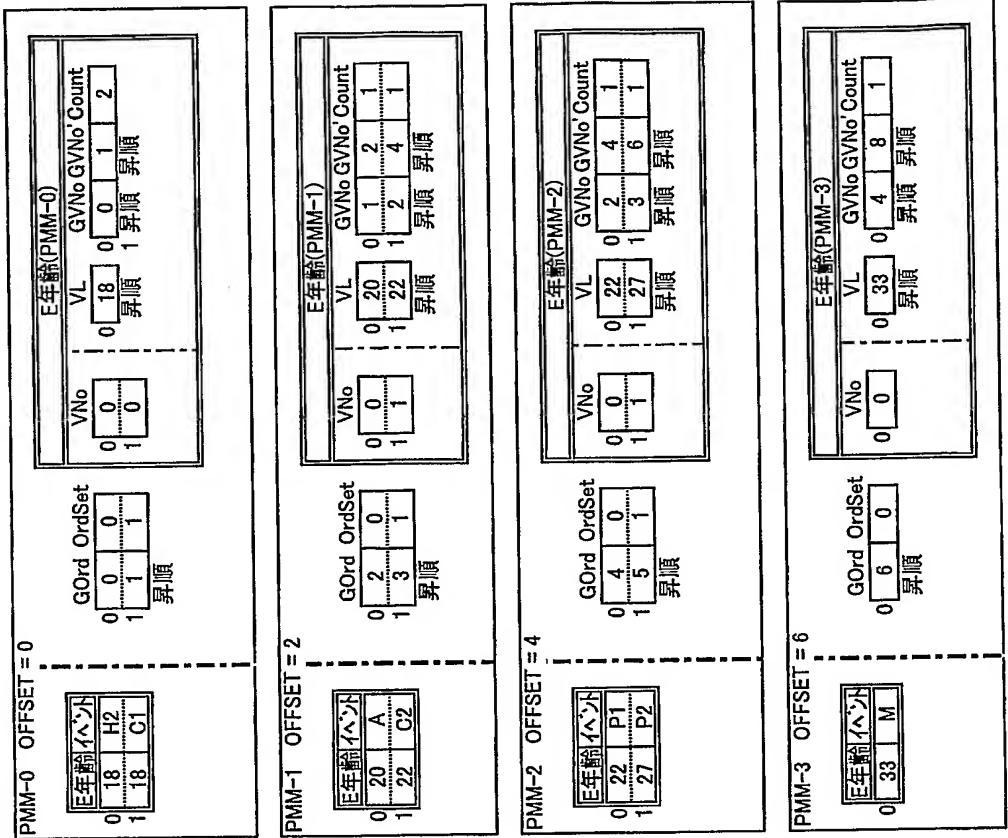 PMM-0 OFFSET = 0
E年齢 イベント
0 18 H2
1 18 C1
GOrd OrdSet
0 0 0
1 1 1
昇順
E年齢(PMM-0)
VNo
0 0
1 0
VL
0 18
昇順
GVNo GVNo' Count
0 0 1 2
1 昇順 昇順
PMM-1 OFFSET = 2
E年齢 イベント
0 20 A
1 22 C2
GOrd OrdSet
0 2 0
1 3 1
昇順
E年齢(PMM-1)
VNo
0 0
1 1
VL
0 20
1 22
昇順
GVNo GVNo' Count
0 1 2 1
1 2 4 1
昇順 昇順
PMM-2 OFFSET = 4
E年齢 イベント
0 22 P1
1 27 P2
GOrd OrdSet
0 4 0
1 5 1
昇順
E年齢(PMM-2)
VNo
0 0
1 1
VL
0 22
1 27
昇順
GVNo GVNo' Count
0 2 4 1
1 3 6 1
昇順 昇順
PMM-3 OFFSET = 6
E年齢 イベント
0 33 M
GOrd OrdSet
0 6 0
昇順
E年齢(PMM-3)
VNo
0 0
VL
0 33
昇順
GVNo GVNo' Count
0 4 8 1
昇順 昇順